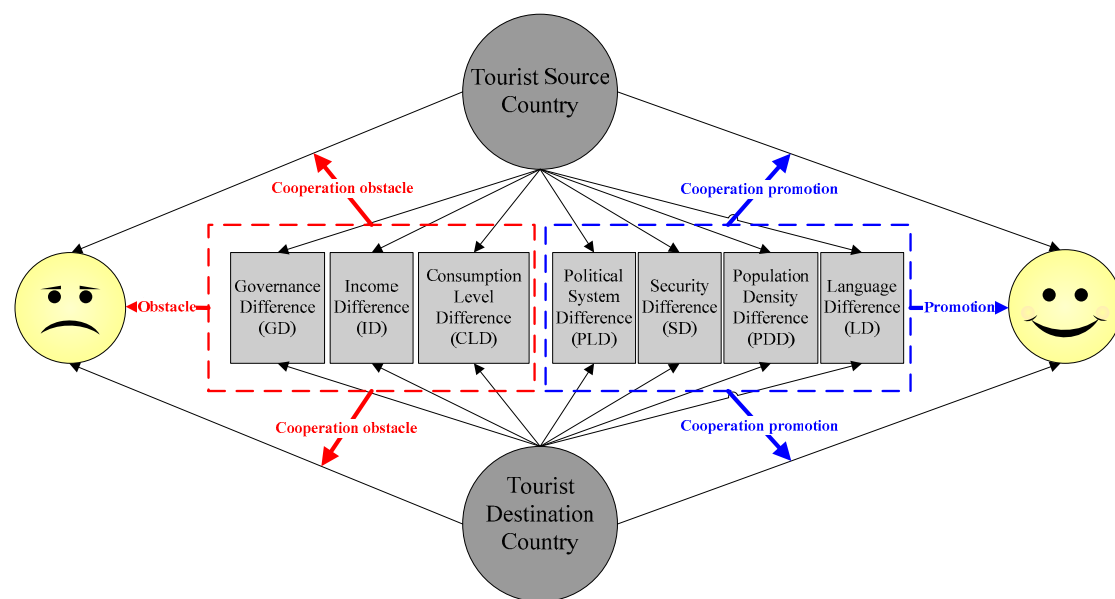 Tourist Source
Country
Cooperation obstacle
Cooperation promotion
Governance
Difference
(GD)
Income
Difference
(ID)
Consumption
Level
Difference
(CLD)
Political
System
Difference
(PLD)
Security
Difference
(SD)
Population
Density
Difference
(PDD)
Language
Difference
(LD)
Obstacle
Promotion
Cooperation obstacle
Cooperation promotion
Tourist
Destination
Country